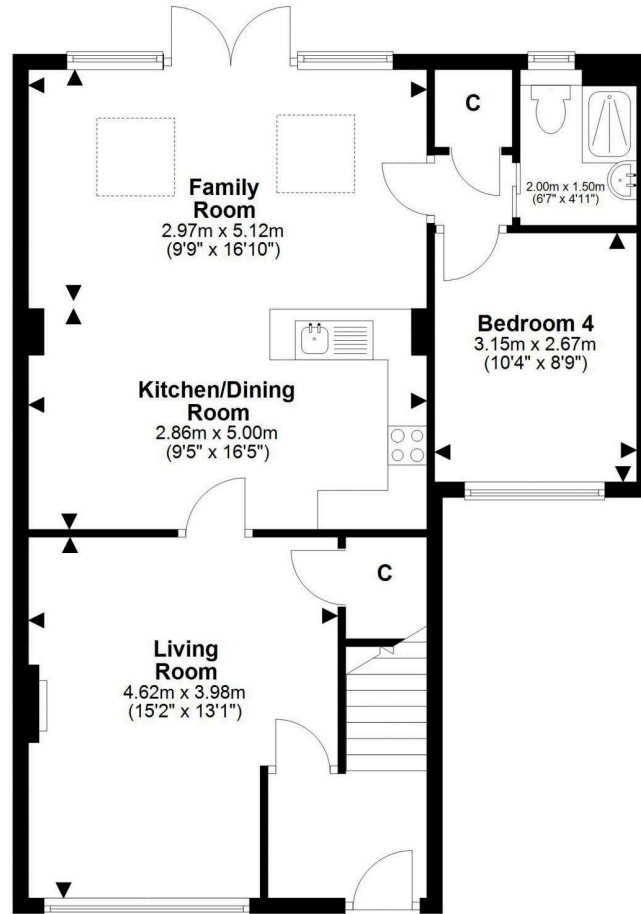 C
Family
Room
2.97m x 5.12m
(9'9" x 16'10")
2.00m x 1.50m
(6'7" x 4'11")
Bedroom 4
3.15m x 2.67m
(10'4" x 8'9")
Kitchen/Dining
Room
2.86m x 5.00m
(9'5" x 16'5")
C
Living
Room
4.62m x 3.98m
(15'2" x 13'1")